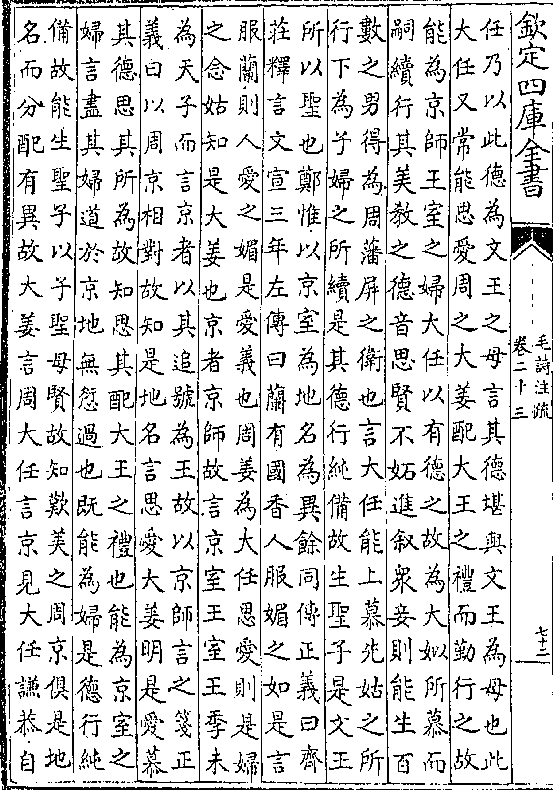 欽定四庫全書
毛詩注疏
卷二十三
七十二
任乃以此德為文王之母言其德堪與文王為母也此
大任又常能思愛周之大姜配大王之禮而勤行之故
能為京師王室之婦大任以有德之故為大姒所慕而
嗣續行其美教之德音思賢不妬進叙衆妾則能生百
數之男得為周藩屏之衛也言大任能上慕先姑之所
行下為子婦之所續是其德行純備故生聖子是文王
所以聖也鄭惟以京室為地名為異餘同傳正義曰齊
莊釋言文宣三年左傳曰蘭有國香人服媚之如是言
服蘭則人愛之媚是愛義也周姜為大任思愛則是婦
之念姑知是大姜也京者京師故言京室王室王季未
為天子而言京者以其追號為王故以京師言之箋正
義曰以周京相對故知是地名言思愛大姜明是愛慕
其德思其所為故知思其配大王之禮也能為京室之
婦言盡其婦道於京地無愆過也既能為婦是德行純
備故能生聖子以子聖母賢故知歎美之周京俱是地
名而分配有異故大姜言周大任言京見大任謙恭自